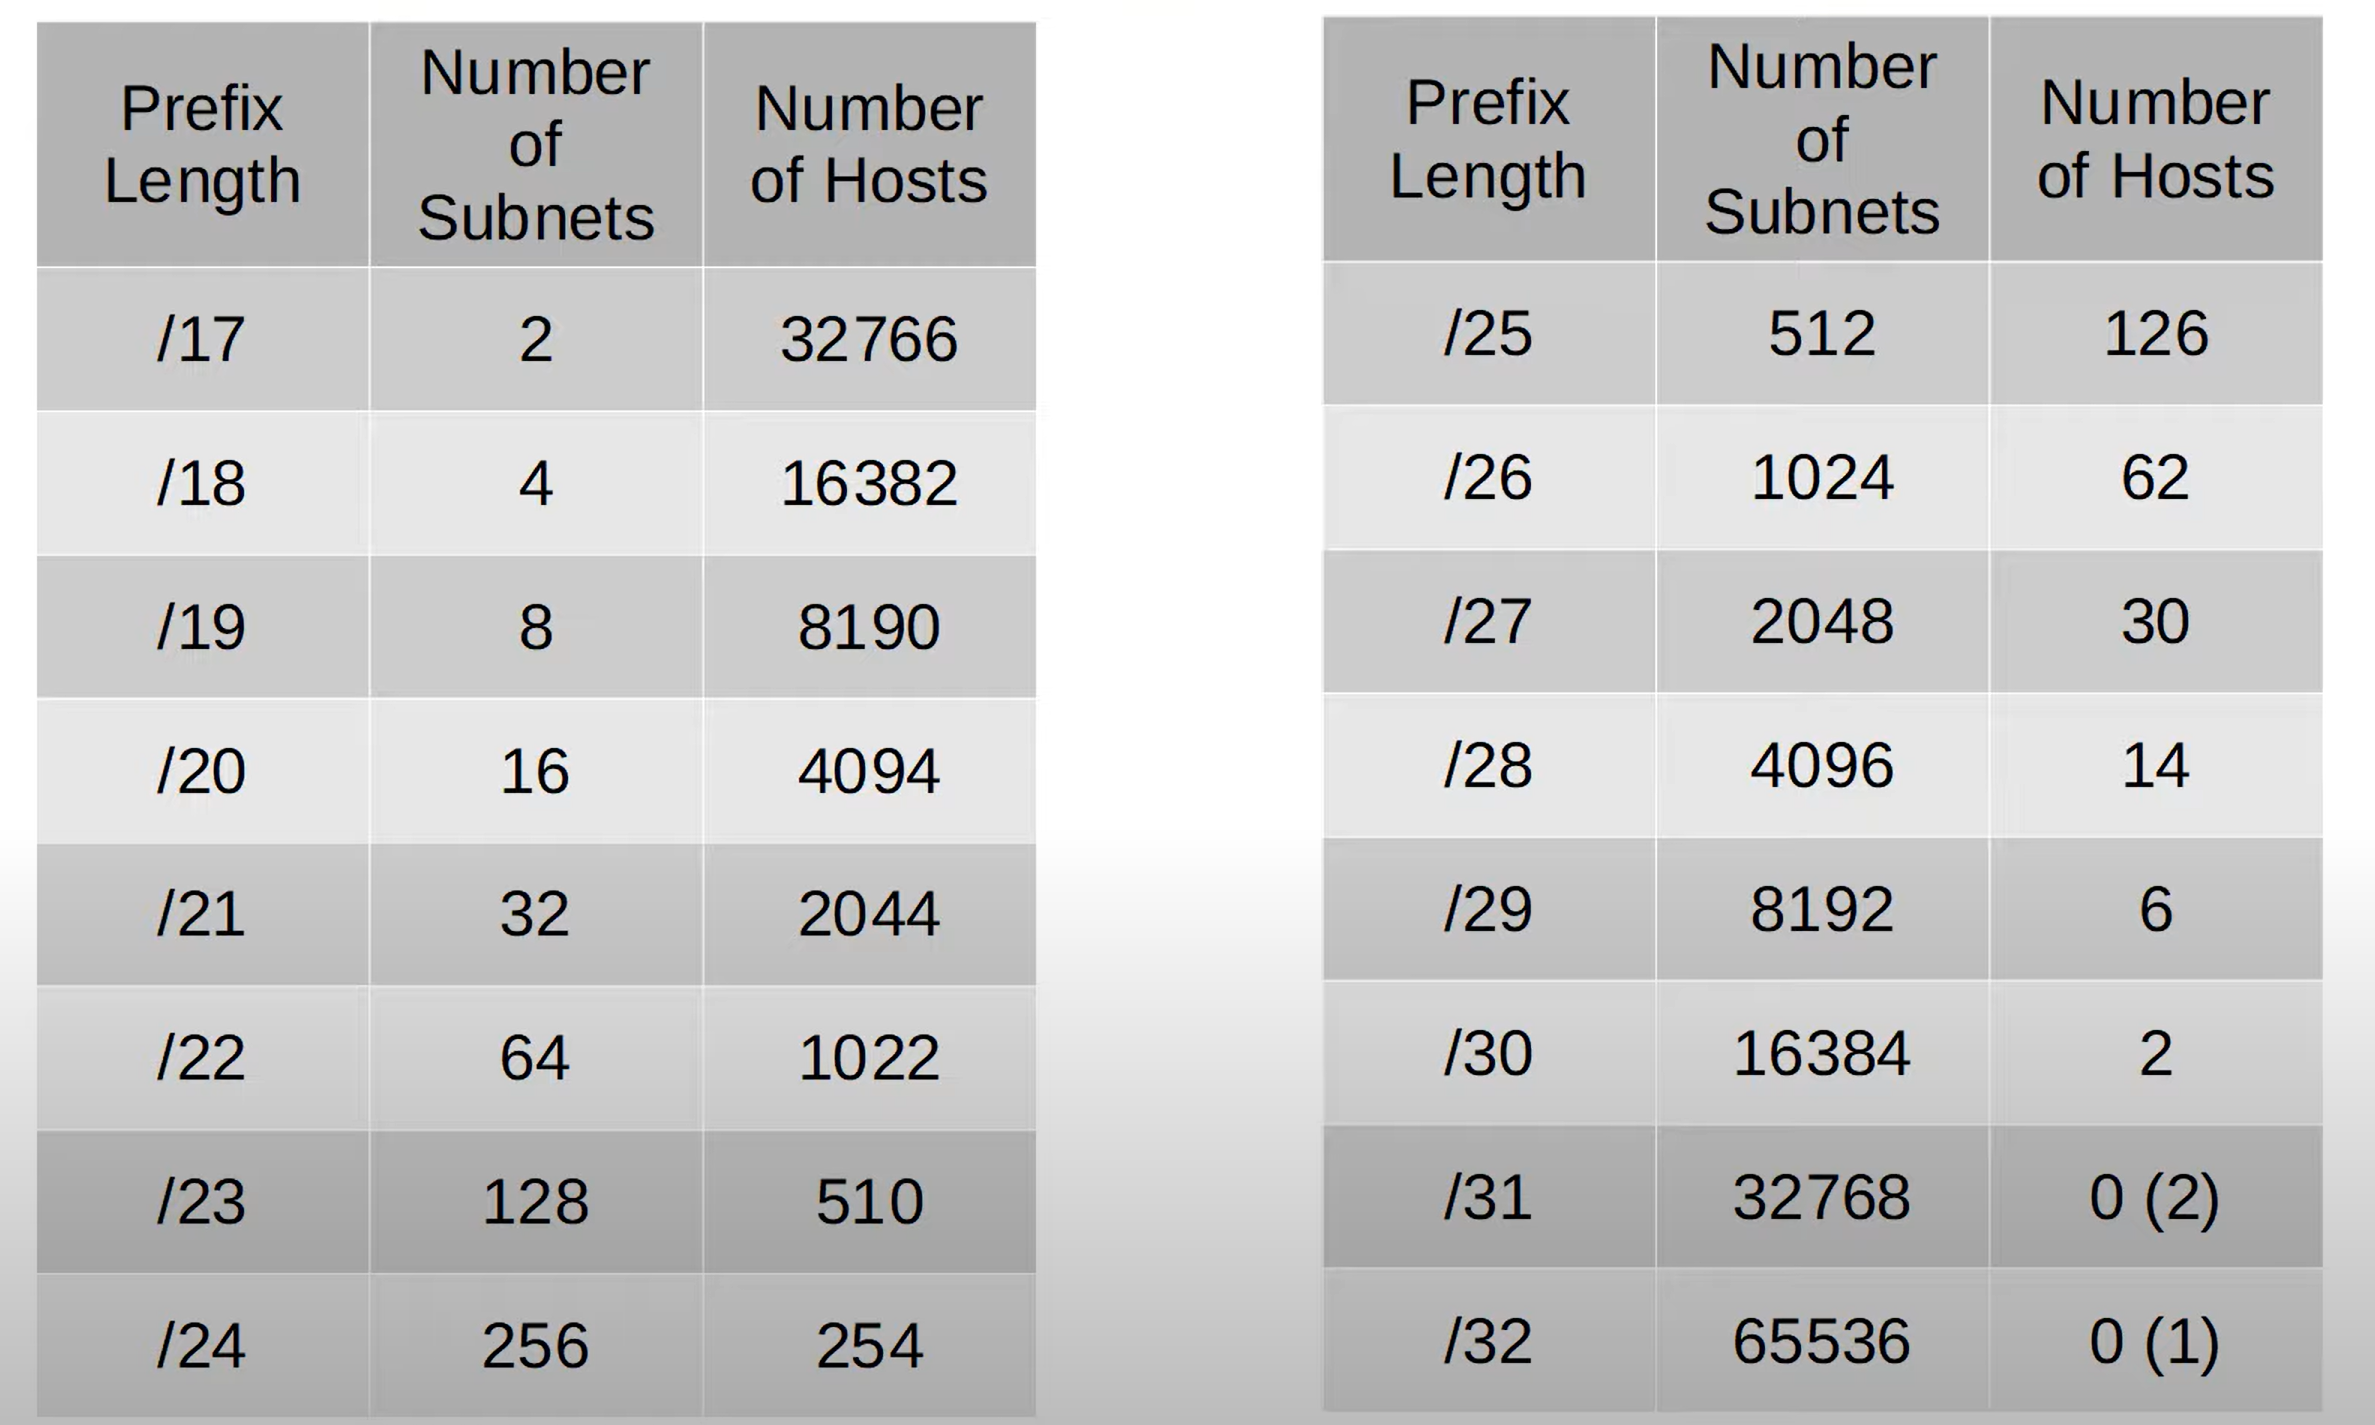 Prefix Length Number of Subnets Number of Hosts
/17 2 32766
/18 4 16382
/19 8 8190
/20 16 4094
/21 32 2044
/22 64 1022
/23 128 510
/24 256 254
Prefix Length Number of Subnets Number of Hosts
/25 512 126
/26 1024 62
/27 2048 30
/28 4096 14
/29 8192 6
/30 16384 2
/31 32768 0 (2)
/32 65536 0 (1)